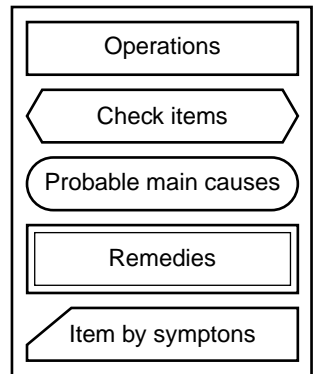 Operations
Check items
Probable main causes
Remedies
Item by symptons